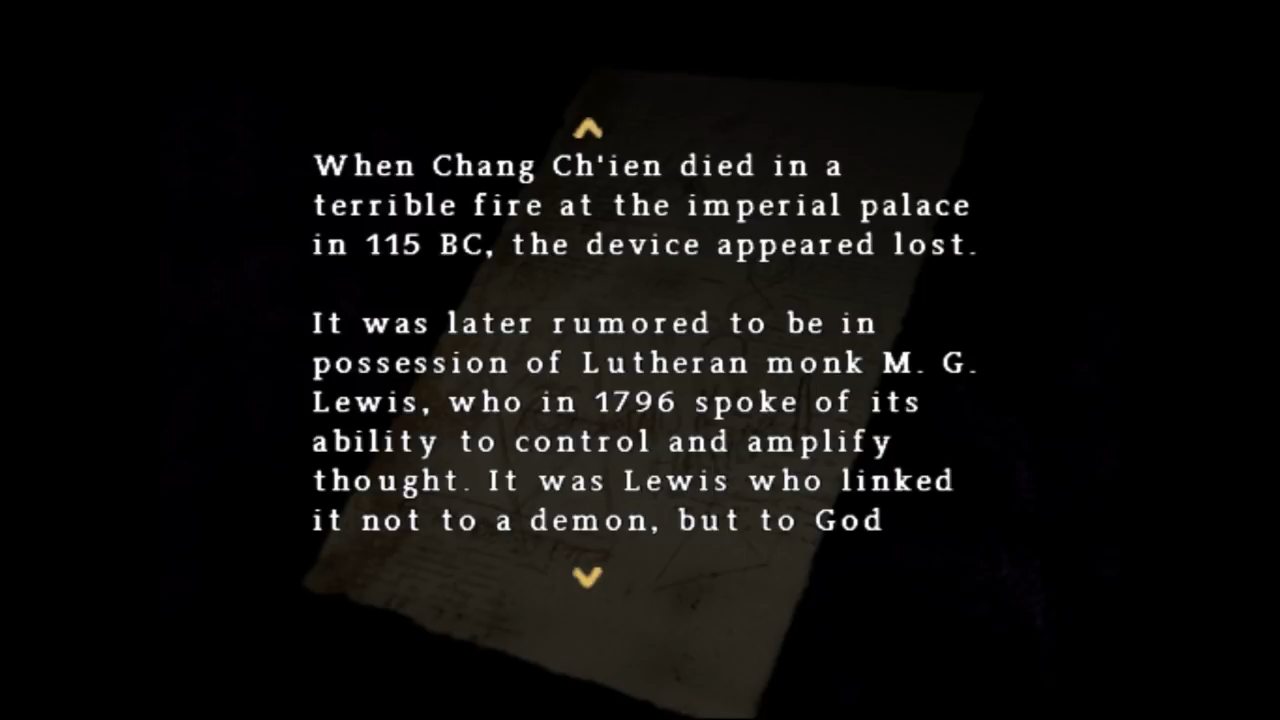 When Chang Ch'ien died in a
terrible fire at the imperial palace
in 115 BC, the device appeared lost.
It was later rumored to be in
possession of Lutheran monk M. G.
Lewis, who in 1796 spoke of its
ability to control and amplify
thought. It was Lewis who linked
it not to a demon, but to God